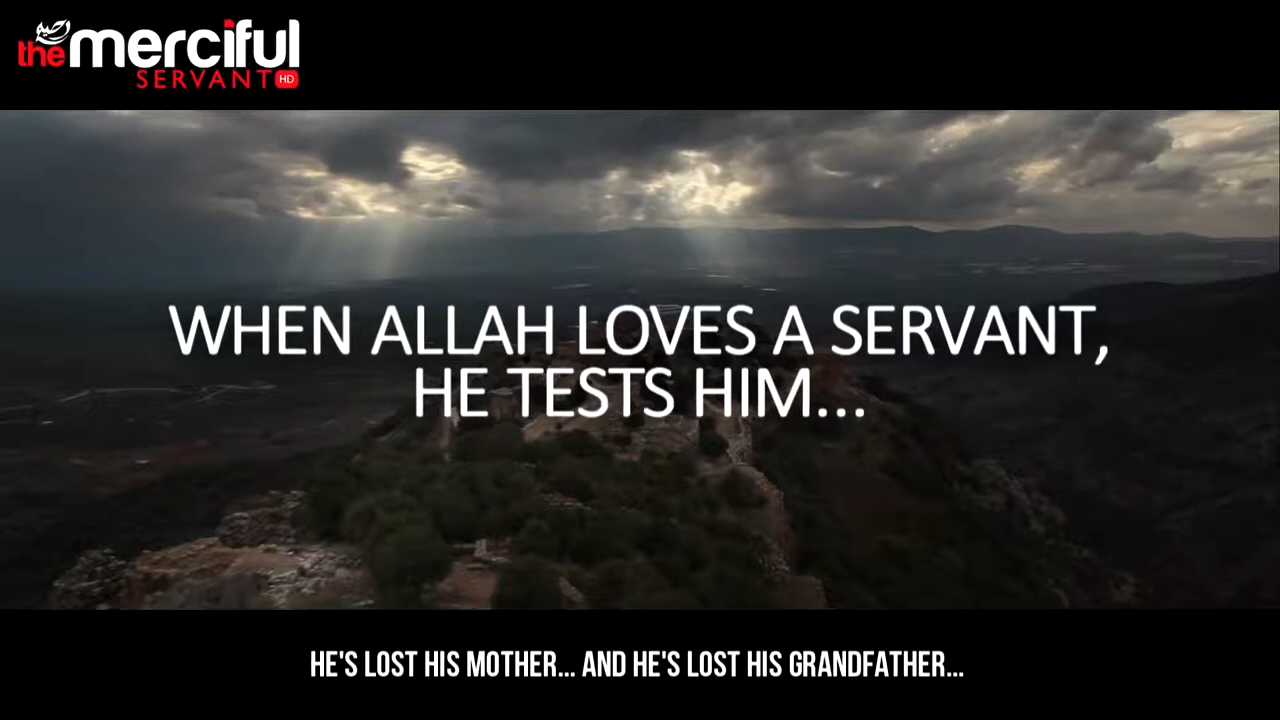 the merciful
SERVANT HD
WHEN ALLAH LOVES A SERVANT,
HE TESTS HIM...
HE'S LOST HIS MOTHER... AND HE'S LOST HIS GRANDFATHER...